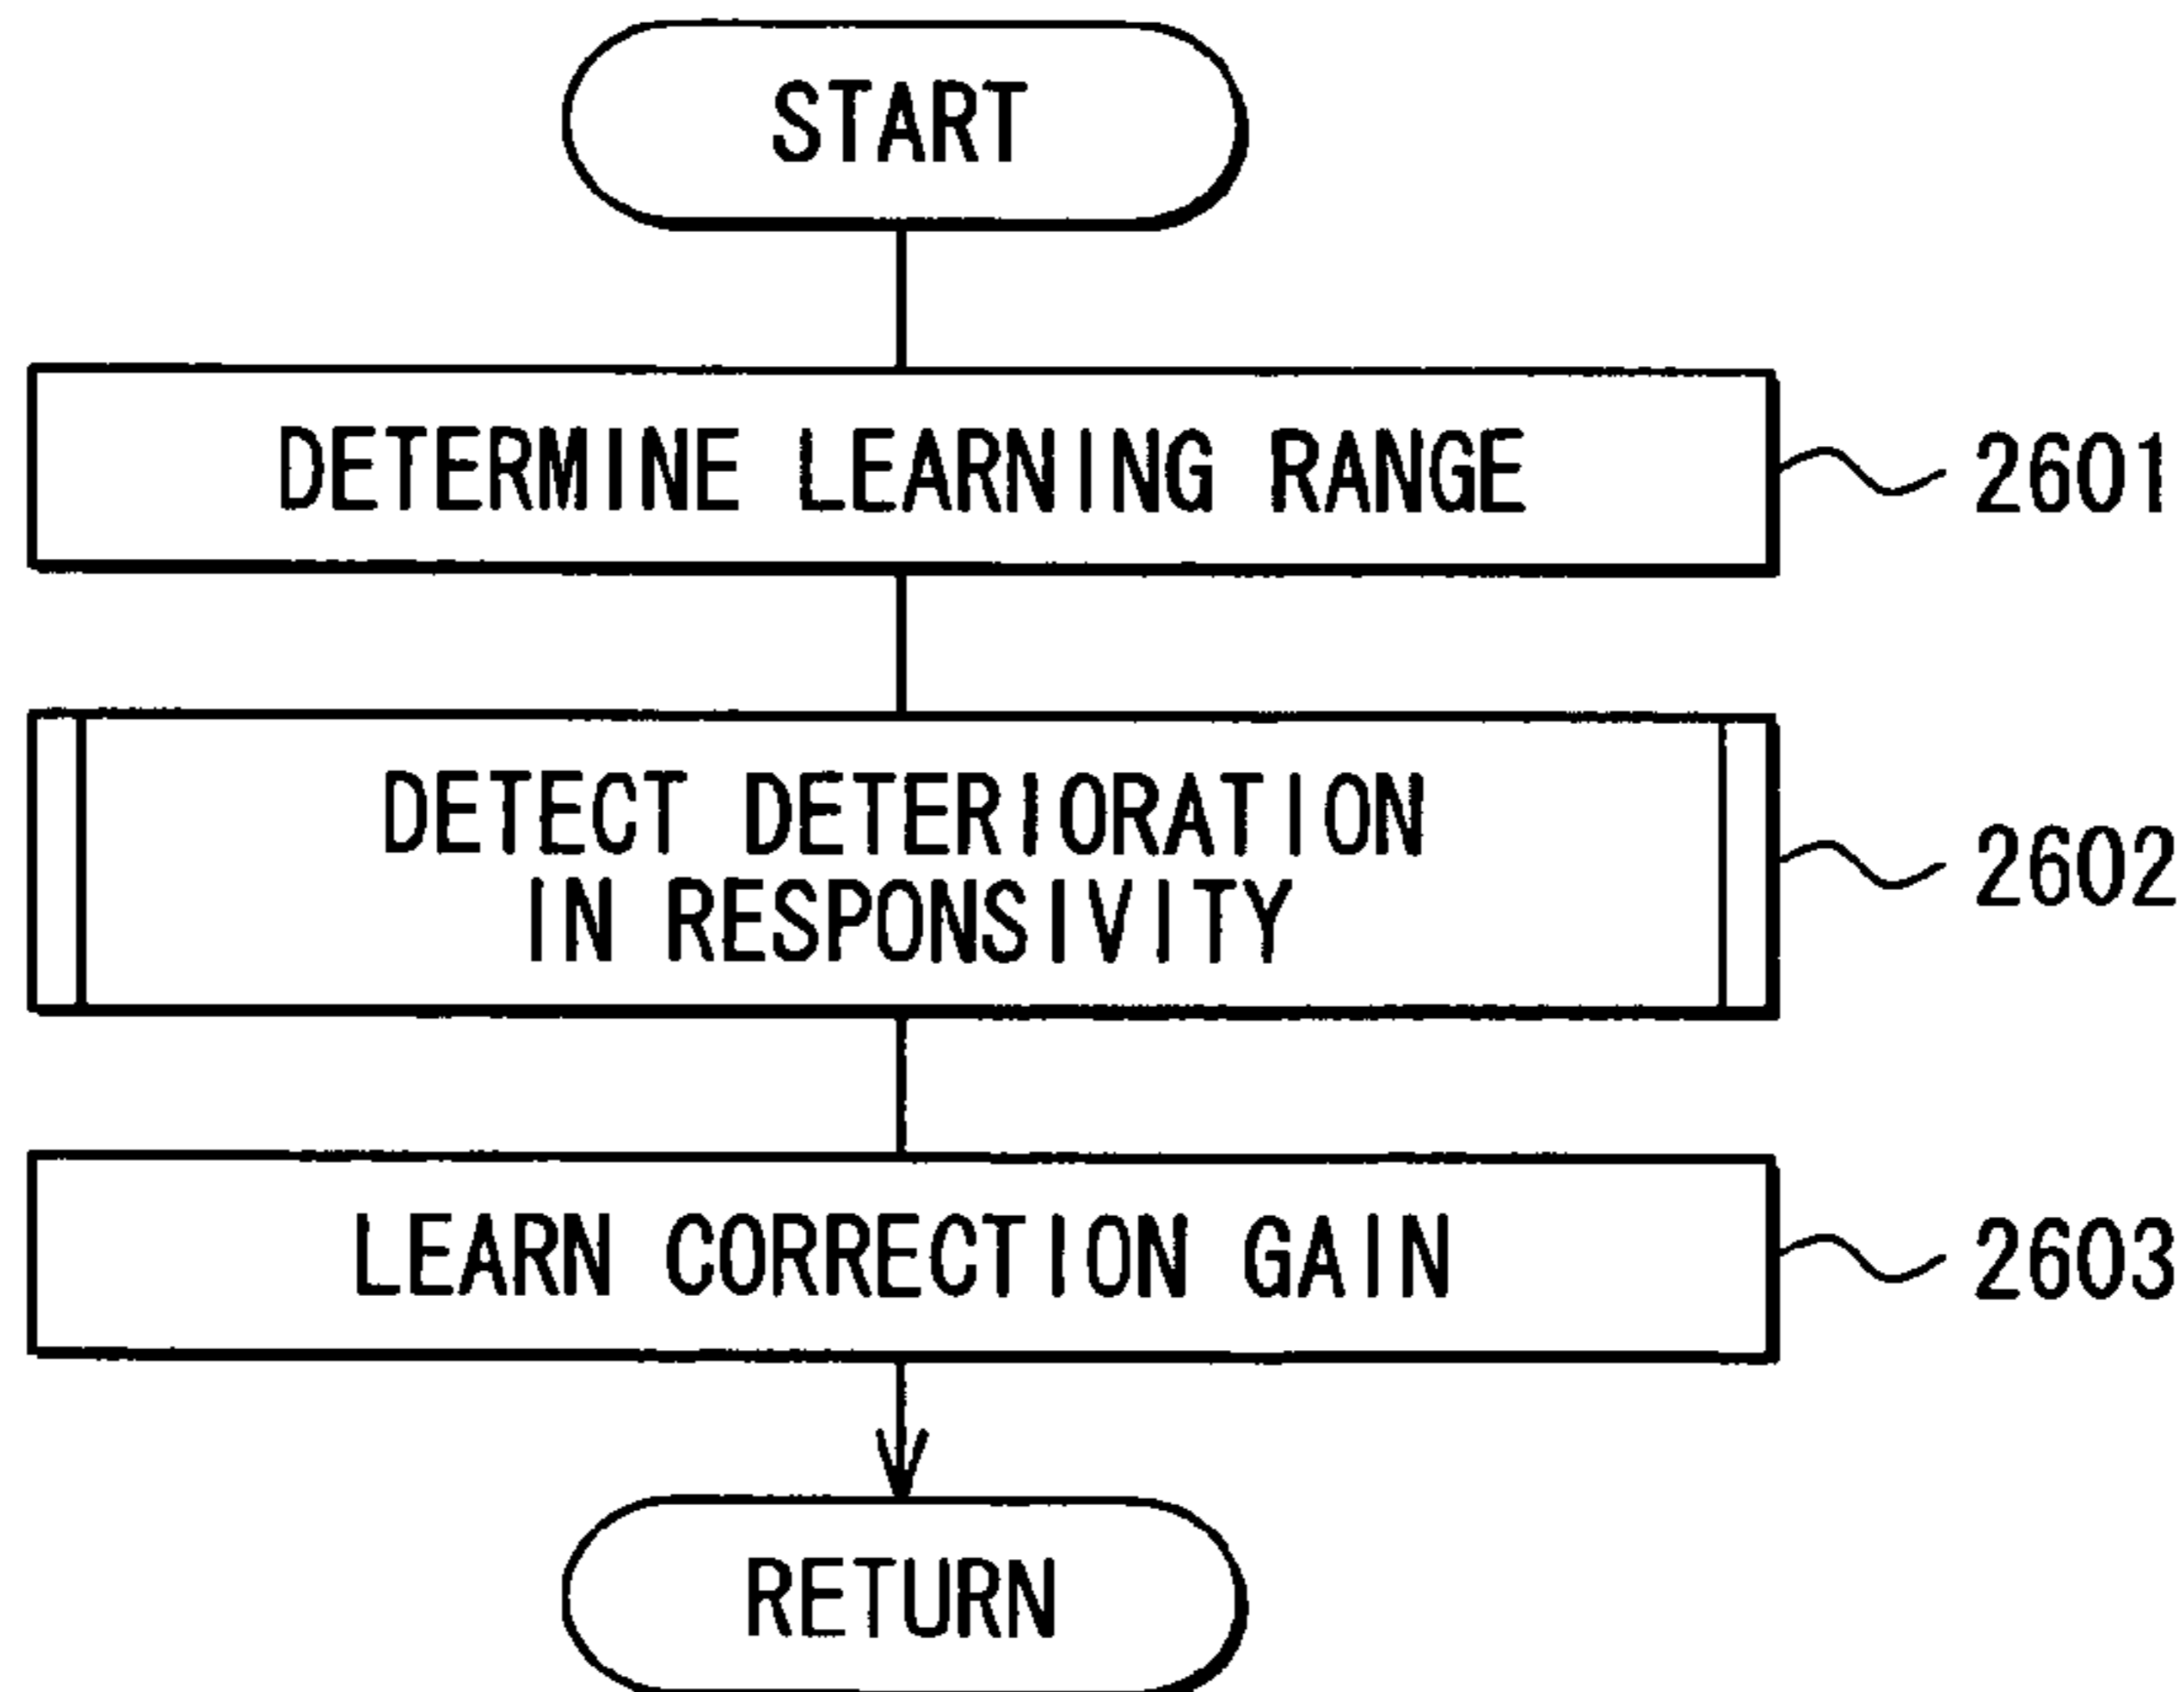 START
DETERMINE LEARNING RANGE
2601
DETECT DETERIORATION
IN RESPONSIVITY
2602
LEARN CORRECTION GAIN
2603
RETURN